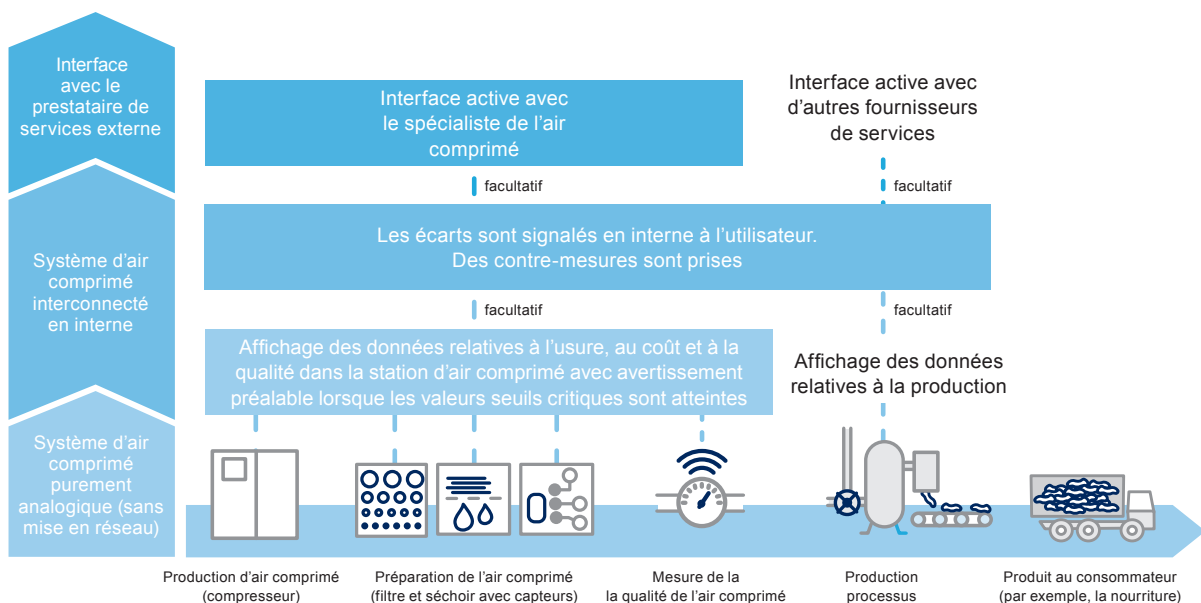 Interface
avec le
prestataire de
services externe
Interface active avec
le spécialiste de l'air
comprimé
Interface active avec
d'autres fournisseurs
de services
facultatif
facultatif
Système d'air
comprimé
interconnecté
en interne
Les écarts sont signalés en interne à l'utilisateur.
Des contre-mesures sont prises
facultatif
facultatif
Affichage des données relatives à l'usure, au coût et à la
qualité dans la station d'air comprimé avec avertissement
préalable lorsque les valeurs seuils critiques sont atteintes
Affichage des données
relatives à la production
Système d'air
comprimé
purement
analogique (sans
mise en réseau)
Production d'air comprimé
(compresseur)
Préparation de l'air comprimé
(filtre et séchoir avec capteurs)
Mesure de la
la qualité de l'air comprimé
Production
processus
Produit au consommateur
(par exemple, la nourriture)